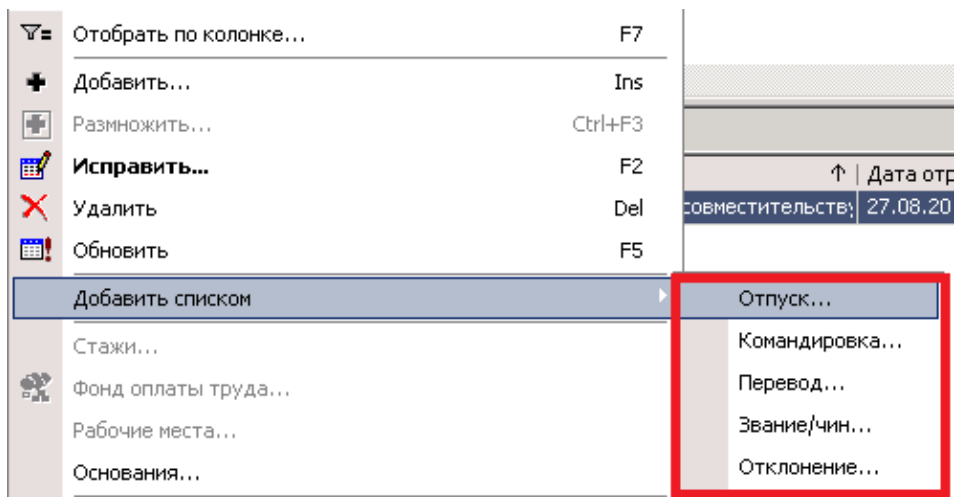 Отобрать по колонке... F7
Добавить... Ins
Размножить... Ctrl+F3
Исправить... F2
Удалить Del
Обновить F5
Добавить списком
Стажи...
Фонд оплаты труда...
Рабочие места...
Основания...
Дата отр
совместительству 27.08.20
Отпуск...
Командировка...
Перевод...
Звание/чин...
Отклонение...